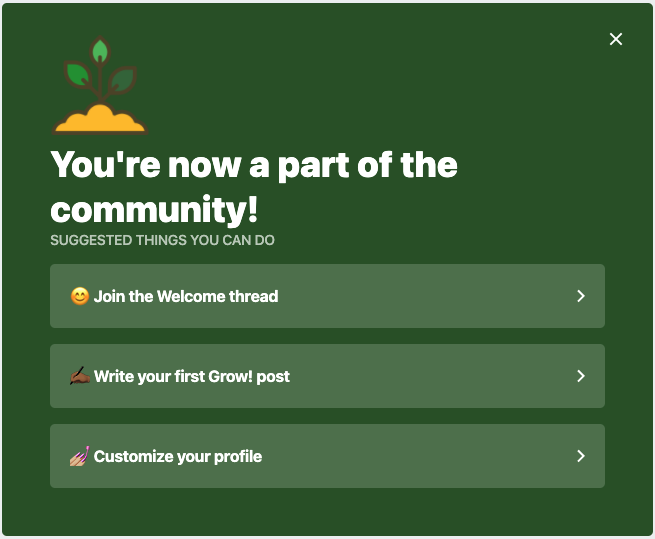 You're now a part of the
community!
SUGGESTED THINGS YOU CAN DO
😊 Join the Welcome thread
✍🏾 Write your first Grow! post
💅🏼 Customize your profile